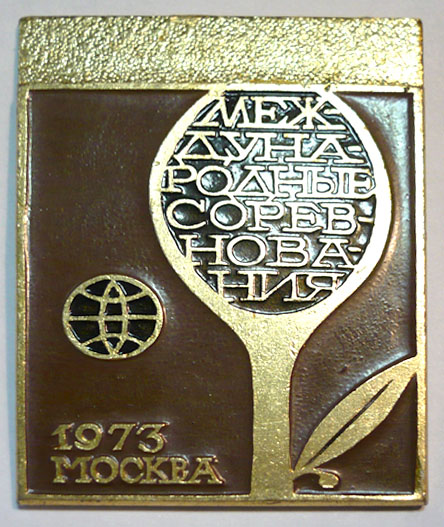 МЕЖ-
ДУНА-
РОДНЫЕ
СОРЕВ-
НОВА-
НИЯ
1973
МОСКВА